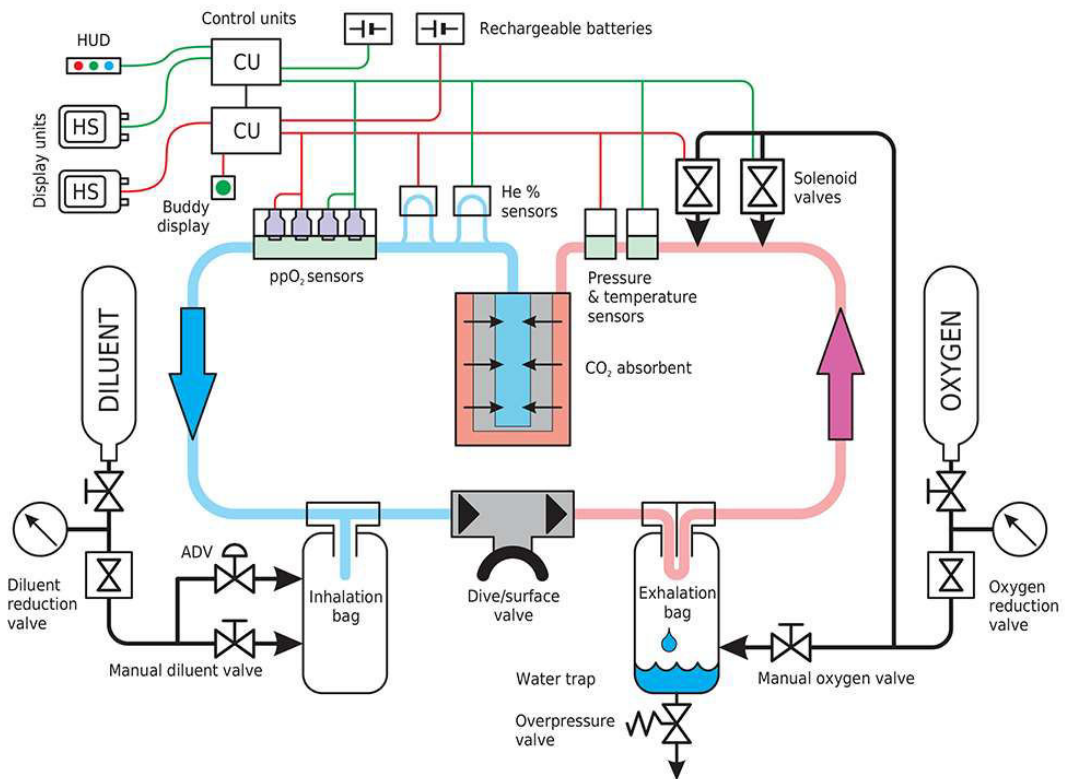 Control units
HUD
Rechargeable batteries
CU
HS
CU
Display units
HS
Buddy
display
He %
sensors
Solenoid
valves
ppO₂ sensors
Pressure
& temperature
sensors
DILUENT
OXYGEN
CO₂ absorbent
ADV
Diluent
reduction
valve
Inhalation
bag
Dive/surface
valve
Exhalation
bag
Oxygen
reduction
valve
Manual diluent valve
Water trap
Manual oxygen valve
Overpressure
valve